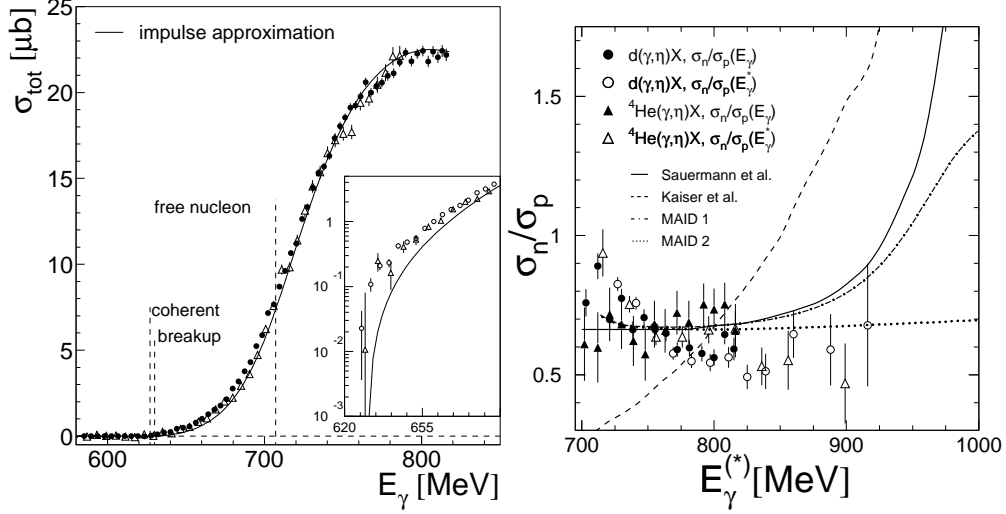 σtot [μb]
impulse approximation
free nucleon
coherent
breakup
25
20
15
10
5
0
600
700
800
Eγ [MeV]
1
10⁻¹
10⁻²
10⁻³
620
655
σn/σp
d(γ,η)X, σn/σp(Eγ)
d(γ,η)X, σn/σp(E*γ)
⁴He(γ,η)X, σn/σp(Eγ)
⁴He(γ,η)X, σn/σp(E*γ)
Sauermann et al.
Kaiser et al.
MAID 1
MAID 2
1.5
1
0.5
700
800
900
1000
Eγ(*)[MeV]